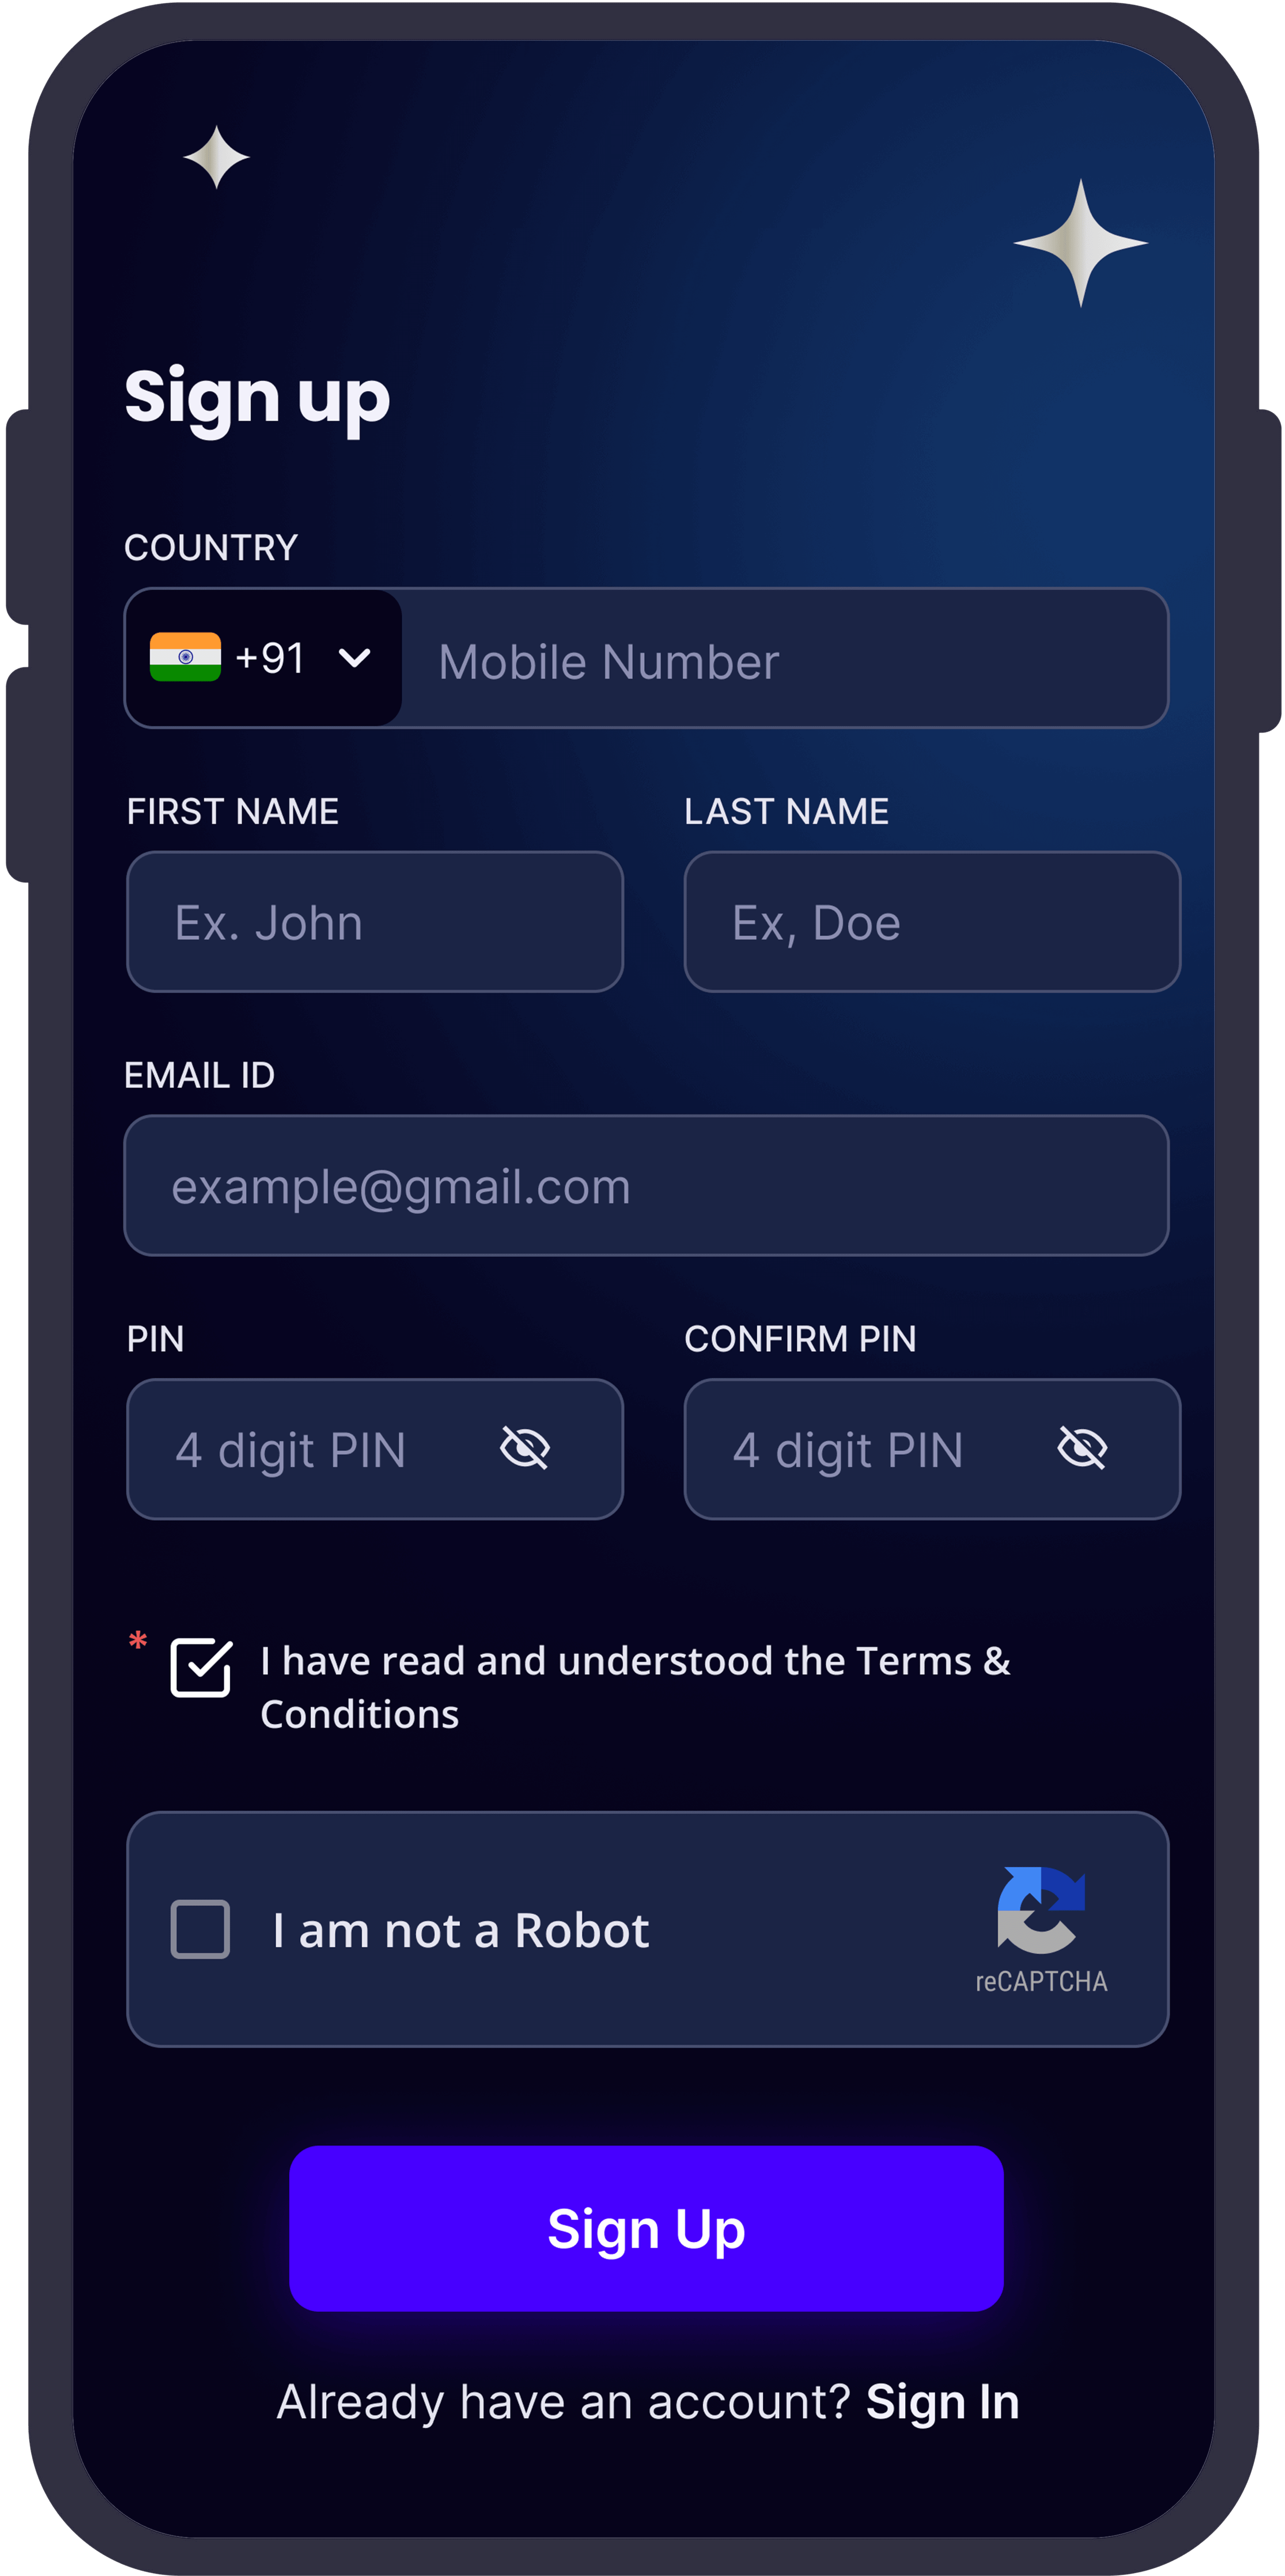 Sign up
COUNTRY
+91 Mobile Number
FIRST NAME LAST NAME
Ex. John Ex, Doe
EMAIL ID
example@gmail.com
PIN CONFIRM PIN
4 digit PIN 4 digit PIN
* I have read and understood the Terms &
Conditions
I am not a Robot
reCAPTCHA
Sign Up
Already have an account? Sign In